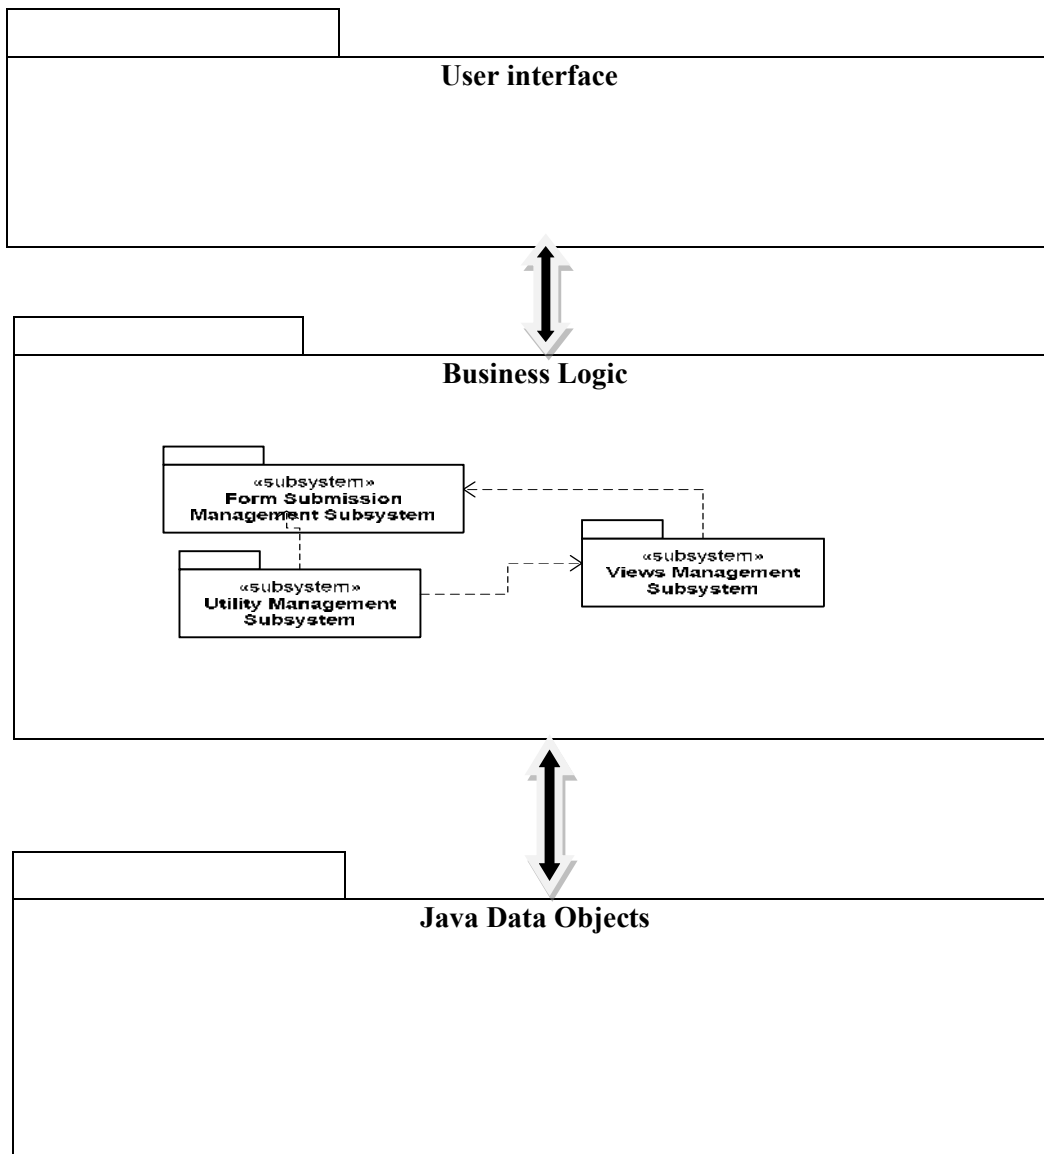 User interface
Business Logic
«subsystem»
Form Submission
Management Subsystem
«subsystem»
Views Management
Subsystem
«subsystem»
Utility Management
Subsystem
Java Data Objects